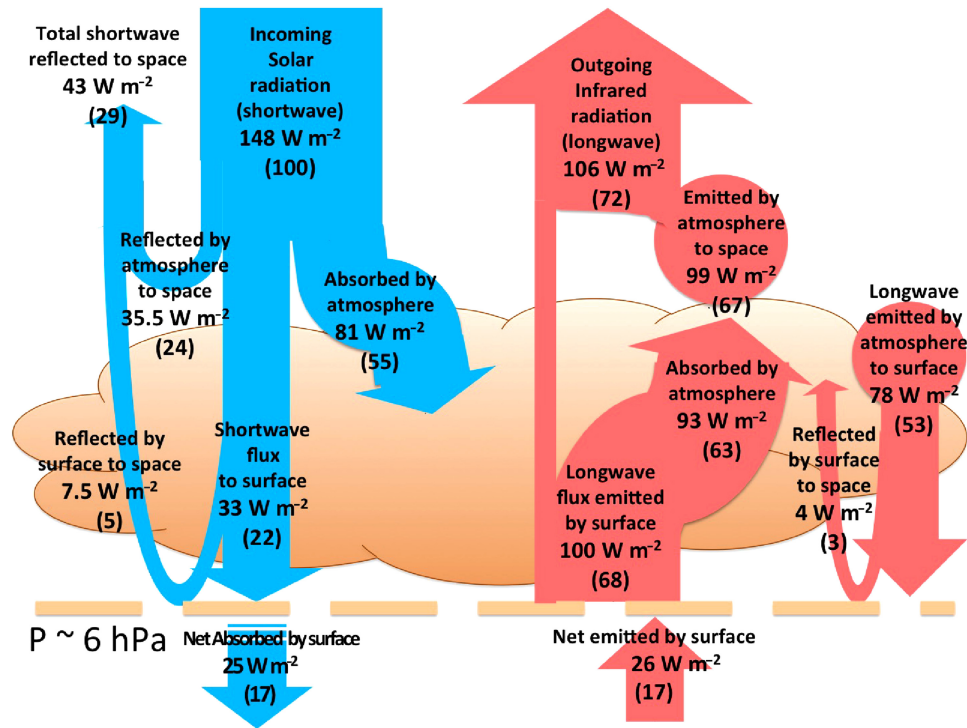 Total shortwave
reflected to space
43 W m⁻²
(29)
Incoming
Solar
radiation
(shortwave)
148 W m⁻²
(100)
Outgoing
Infrared
radiation
(longwave)
106 W m⁻²
(72)
Reflected by
atmosphere
to space
35.5 W m⁻²
(24)
Absorbed by
atmosphere
81 W m⁻²
(55)
Emitted by
atmosphere
to space
99 W m⁻²
(67)
Longwave
emitted by
atmosphere
to surface
78 W m⁻²
(53)
Reflected by
surface to space
7.5 W m⁻²
(5)
Shortwave
flux
to surface
33 W m⁻²
(22)
Longwave
flux emitted
by surface
100 W m⁻²
(68)
Absorbed by
atmosphere
93 W m⁻²
(63)
Reflected
by surface
to space
4 W m⁻²
(3)
P ~ 6 hPa
Net Absorbed by surface
25 W m⁻²
(17)
Net emitted by surface
26 W m⁻²
(17)